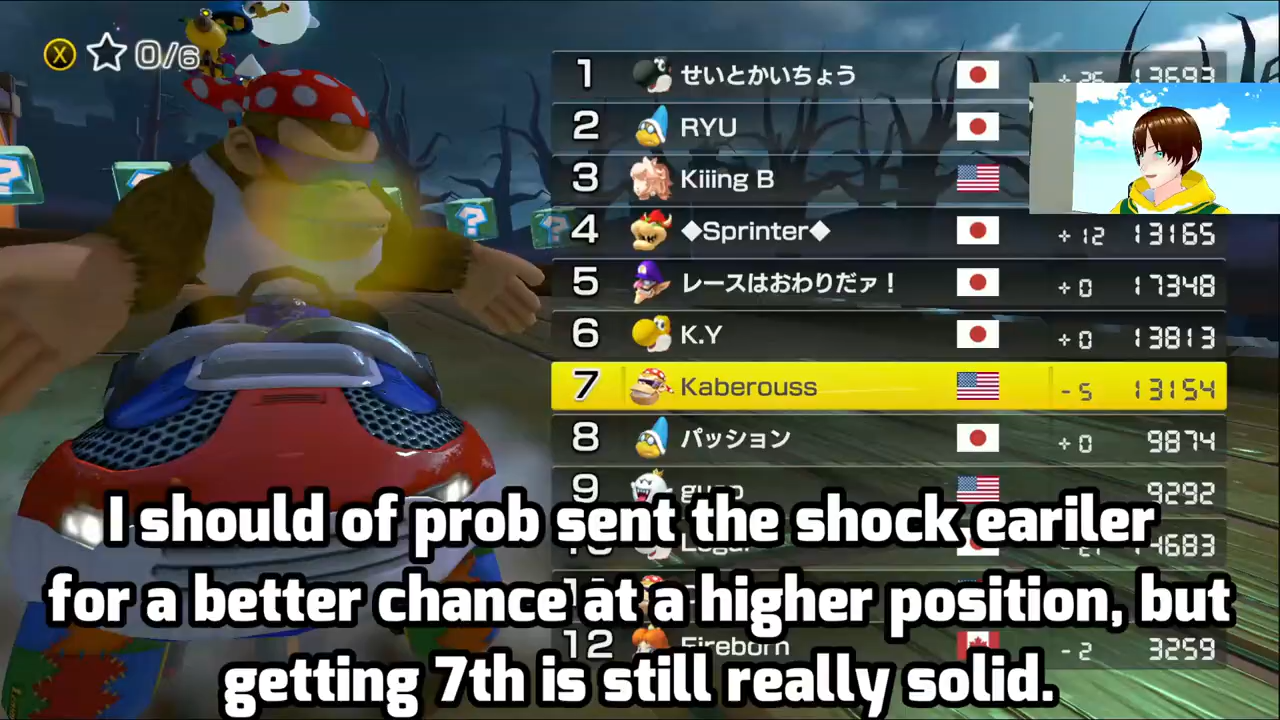 X 0/6
1 せいとかいちょう + 26 13693
2 RYU
3 Kiiing B
4 ◆Sprinter◆ + 12 13165
5 レースはおわりだァ！ + 0 17348
6 K.Y + 0 13813
7 Kaberouss - 5 13154
8 パッション + 0 9874
9 9292
12 Fireborn - 2 3259
I should of prob sent the shock eariler
for a better chance at a higher position, but
getting 7th is still really solid.